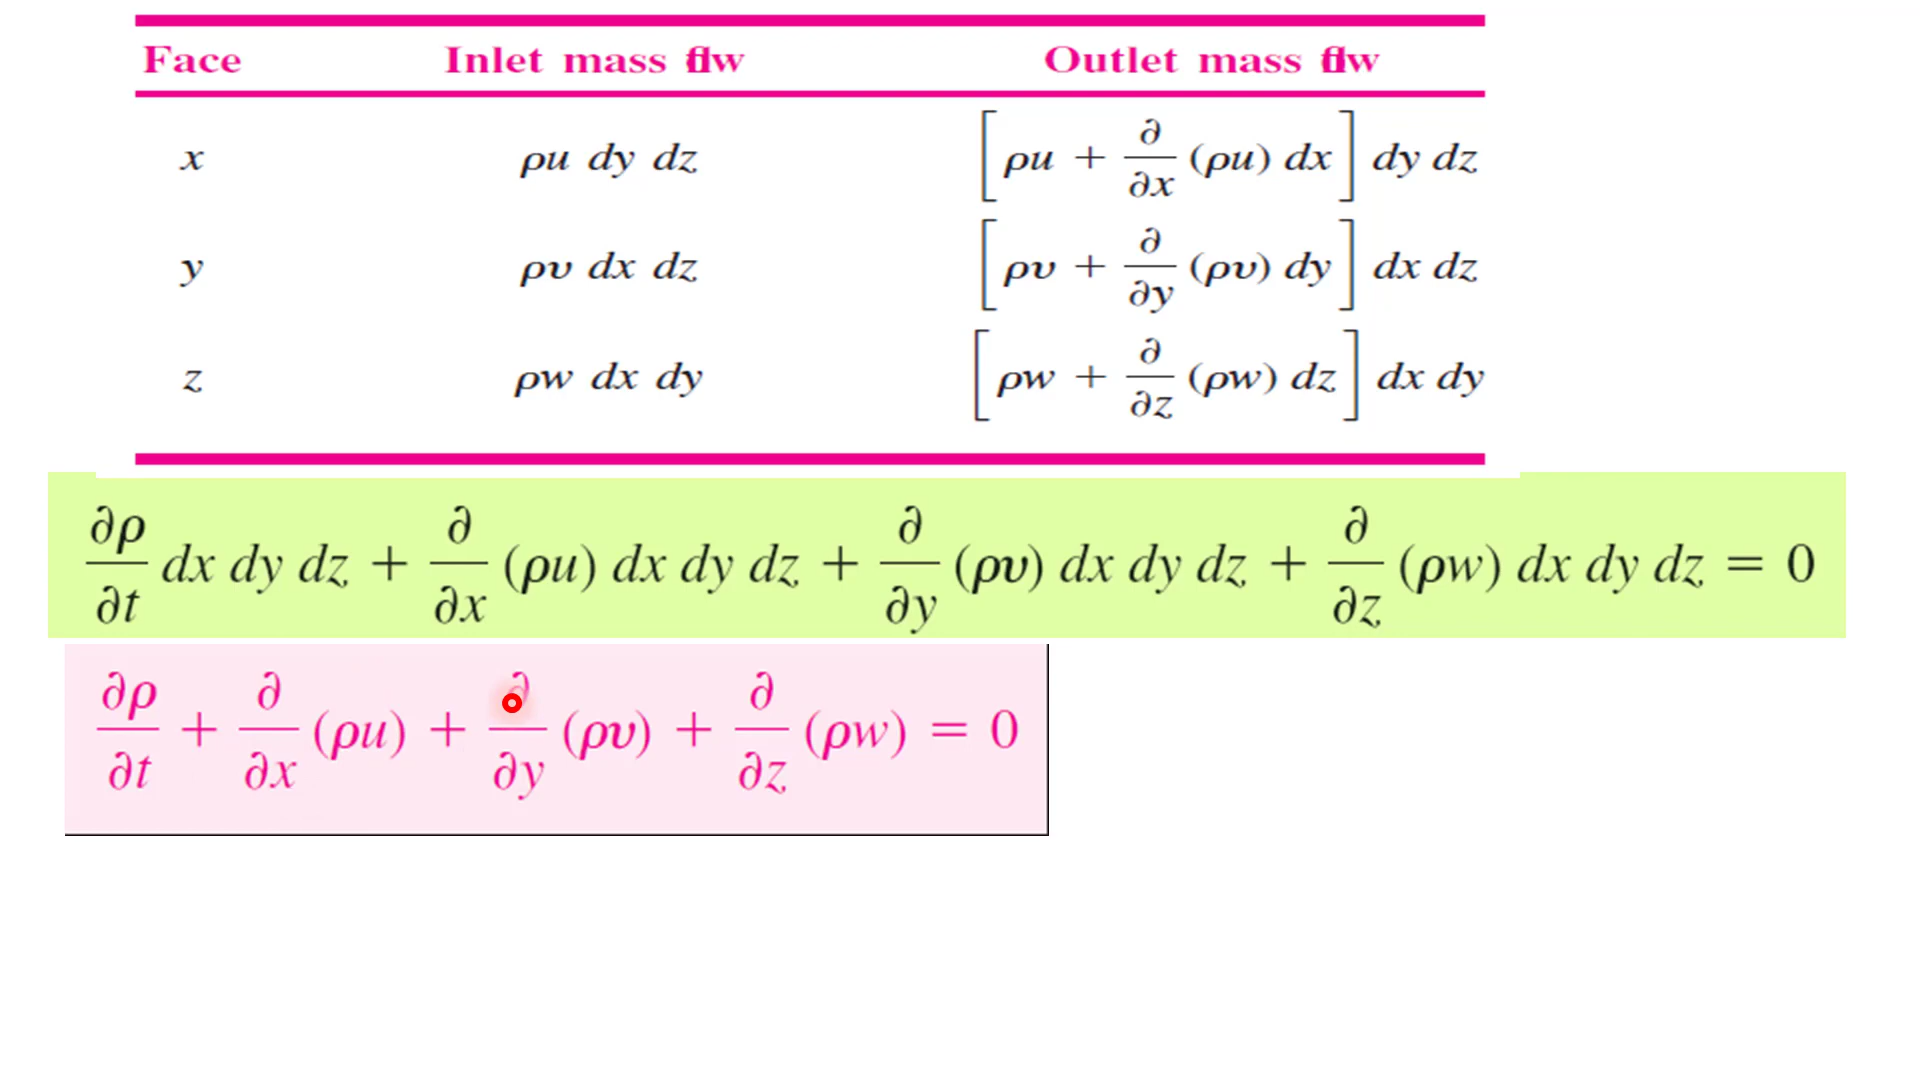 Face Inlet mass flw Outlet mass flw
x ρu dy dz [ρu + ∂/∂x (ρu) dx] dy dz
y ρv dx dz [ρv + ∂/∂y (ρv) dy] dx dz
z ρw dx dy [ρw + ∂/∂z (ρw) dz] dx dy
∂ρ/∂t dx dy dz + ∂/∂x (ρu) dx dy dz + ∂/∂y (ρv) dx dy dz + ∂/∂z (ρw) dx dy dz = 0
∂ρ/∂t + ∂/∂x (ρu) + ∂/∂y (ρv) + ∂/∂z (ρw) = 0